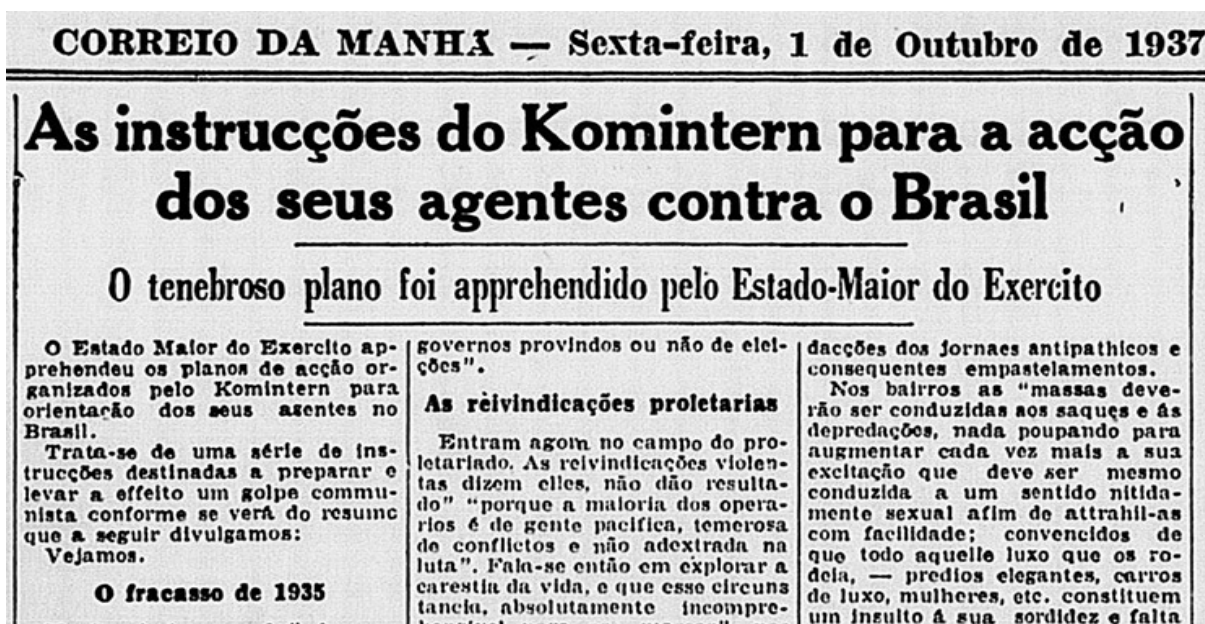 CORREIO DA MANHÃ — Sexta-feira, 1 de Outubro de 1937
As instrucções do Komintern para a acção
dos seus agentes contra o Brasil
O tenebroso plano foi apprehendido pelo Estado-Maior do Exercito
O Estado Maior do Exercito ap-
prehendeu os planos de acção or-
ganizados pelo Komintern para
orientação dos seus agentes no
Brasil.
Trata-se de uma série de ins-
trucções destinadas a preparar e
levar a effeito um golpe commu-
nista conforme se verá do resumo
que a seguir divulgamos:
Vejamos.
O fracasso de 1935
governos provindos ou não de elei-
ções".
As reivindicações proletarias
Entram agora no campo do pro-
letariado. As reivindicações violen-
tas dizem elles, não dão resulta-
do" "porque a maioria dos opera-
rios é de gente pacifica, temerosa
de conflictos e não adextrada na
luta". Fala-se então em explorar a
carestia da vida, e que esse circuns
tancia, absolutamente incompre-
dacções dos jornaes antipathicos e
consequentes empastelamentos.
Nos bairros as "massas deve-
rão ser conduzidas aos saques e ás
depredações, nada poupando para
augmentar cada vez mais a sua
excitação que deve ser mesmo
conduzida a um sentido nitida-
mente sexual afim de attrahil-as
com facilidade; convencidos de
que todo aquelle luxo que os ro-
deia, — predios elegantes, carros
de luxo, mulheres, etc. constituem
um insulto á sua sordidez e falta